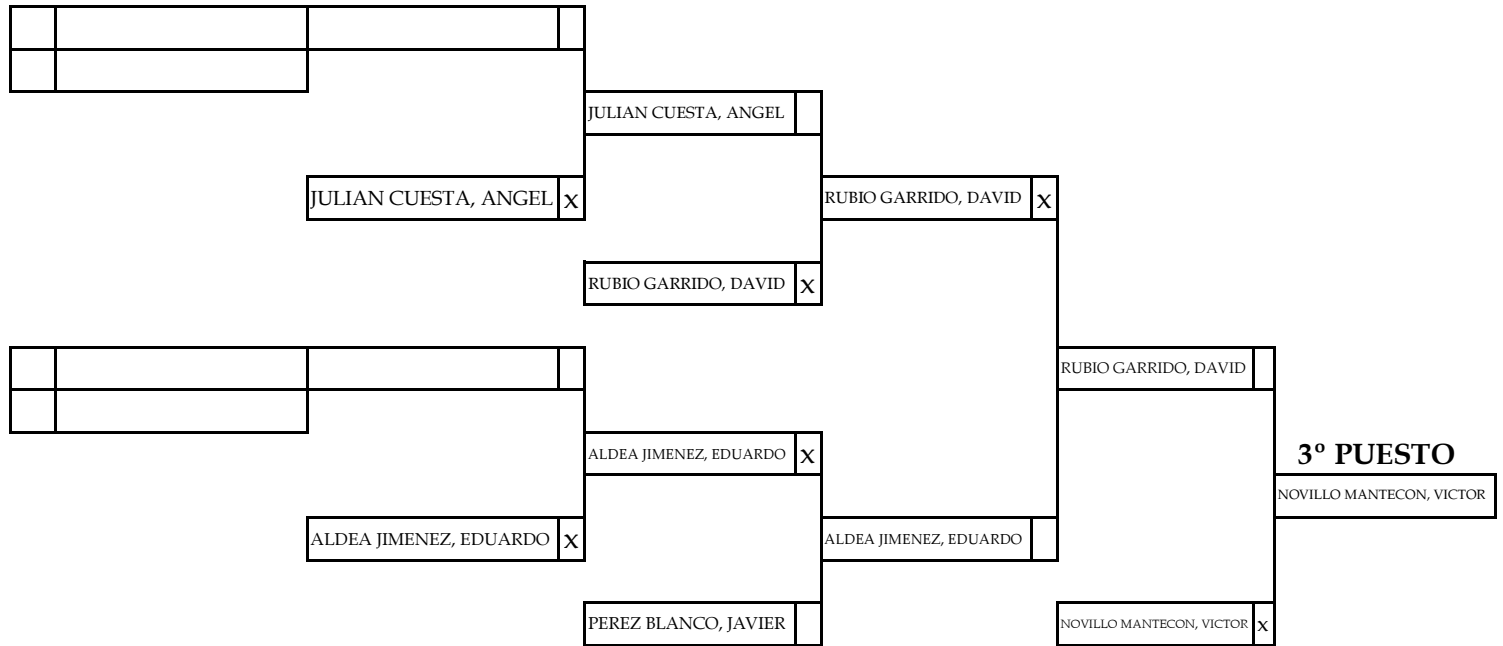 JULIAN CUESTA, ANGEL
JULIAN CUESTA, ANGEL x
RUBIO GARRIDO, DAVID x
RUBIO GARRIDO, DAVID x
RUBIO GARRIDO, DAVID
ALDEA JIMENEZ, EDUARDO x
3º PUESTO
NOVILLO MANTECON, VICTOR
ALDEA JIMENEZ, EDUARDO x
ALDEA JIMENEZ, EDUARDO
PEREZ BLANCO, JAVIER
NOVILLO MANTECON, VICTOR x